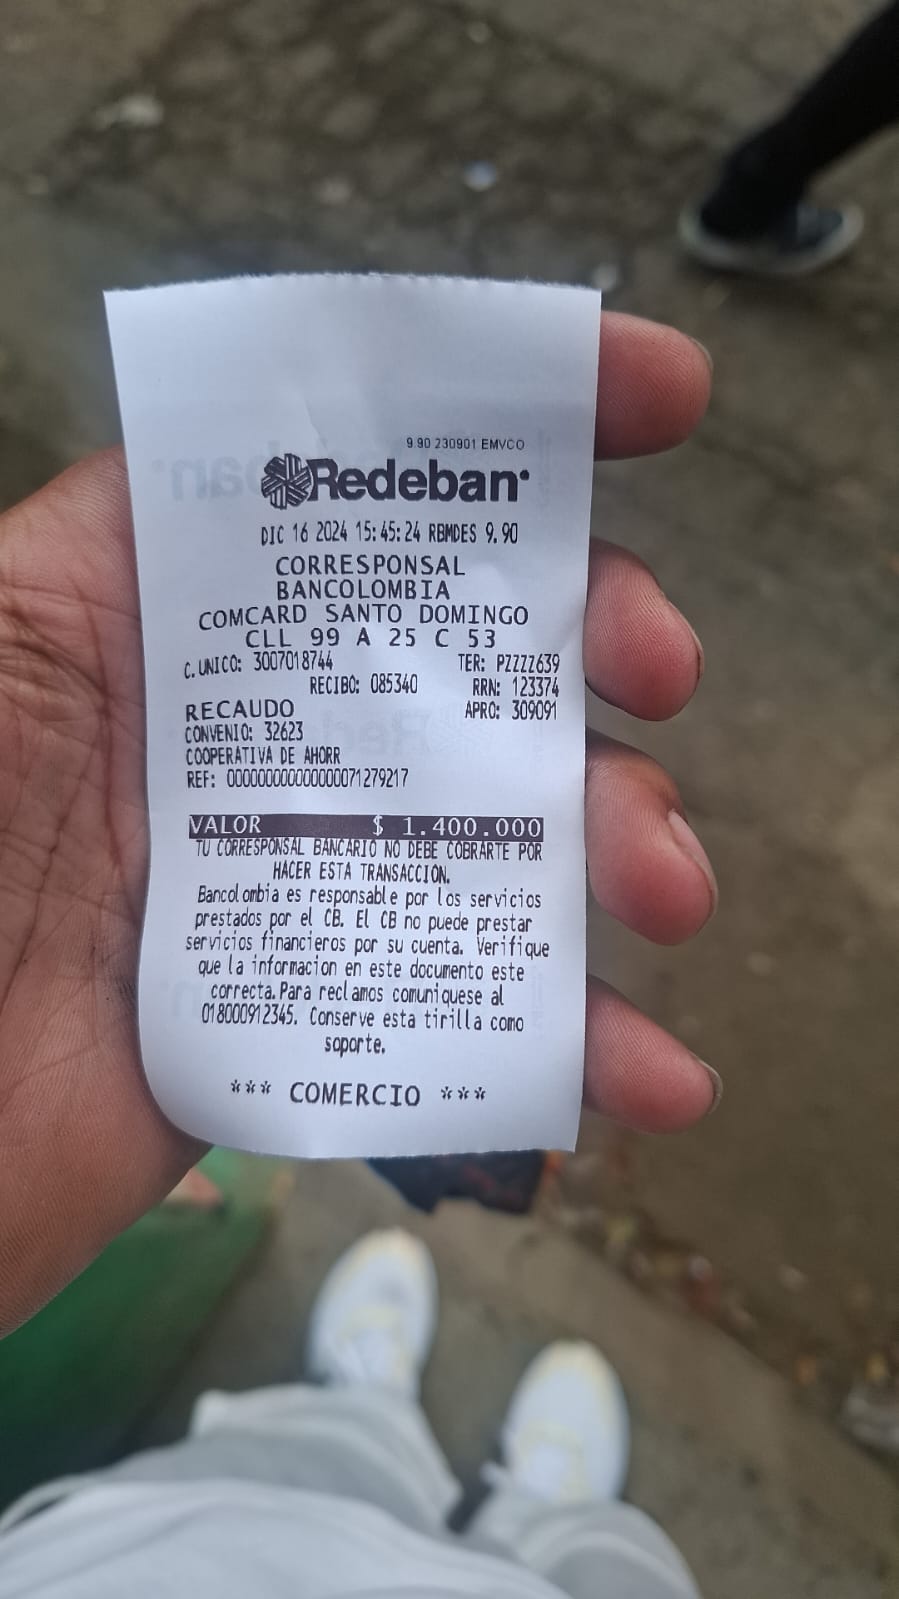 9.90 230901 EMVCO
Redeban
DIC 16 2024 15:45:24 RBMDES 9.90
CORRESPONSAL
BANCOLOMBIA
COMCARD SANTO DOMINGO
CLL 99 A 25 C 53
C.UNICO: 3007018744 TER: PZZZZ639
RECIBO: 085340 RRN: 123374
RECAUDO APRO: 309091
CONVENIO: 32623
COOPERATIVA DE AHORR
REF: 00000000000000071279217
VALOR $ 1.400.000
TU CORRESPONSAL BANCARIO NO DEBE COBRARTE POR
HACER ESTA TRANSACCION.
Bancolombia es responsable por los servicios
prestados por el CB. El CB no puede prestar
servicios financieros por su cuenta. Verifique
que la informacion en este documento este
correcta.Para reclamos comuniquese al
018000912345. Conserve esta tirilla como
soporte.
*** COMERCIO ***